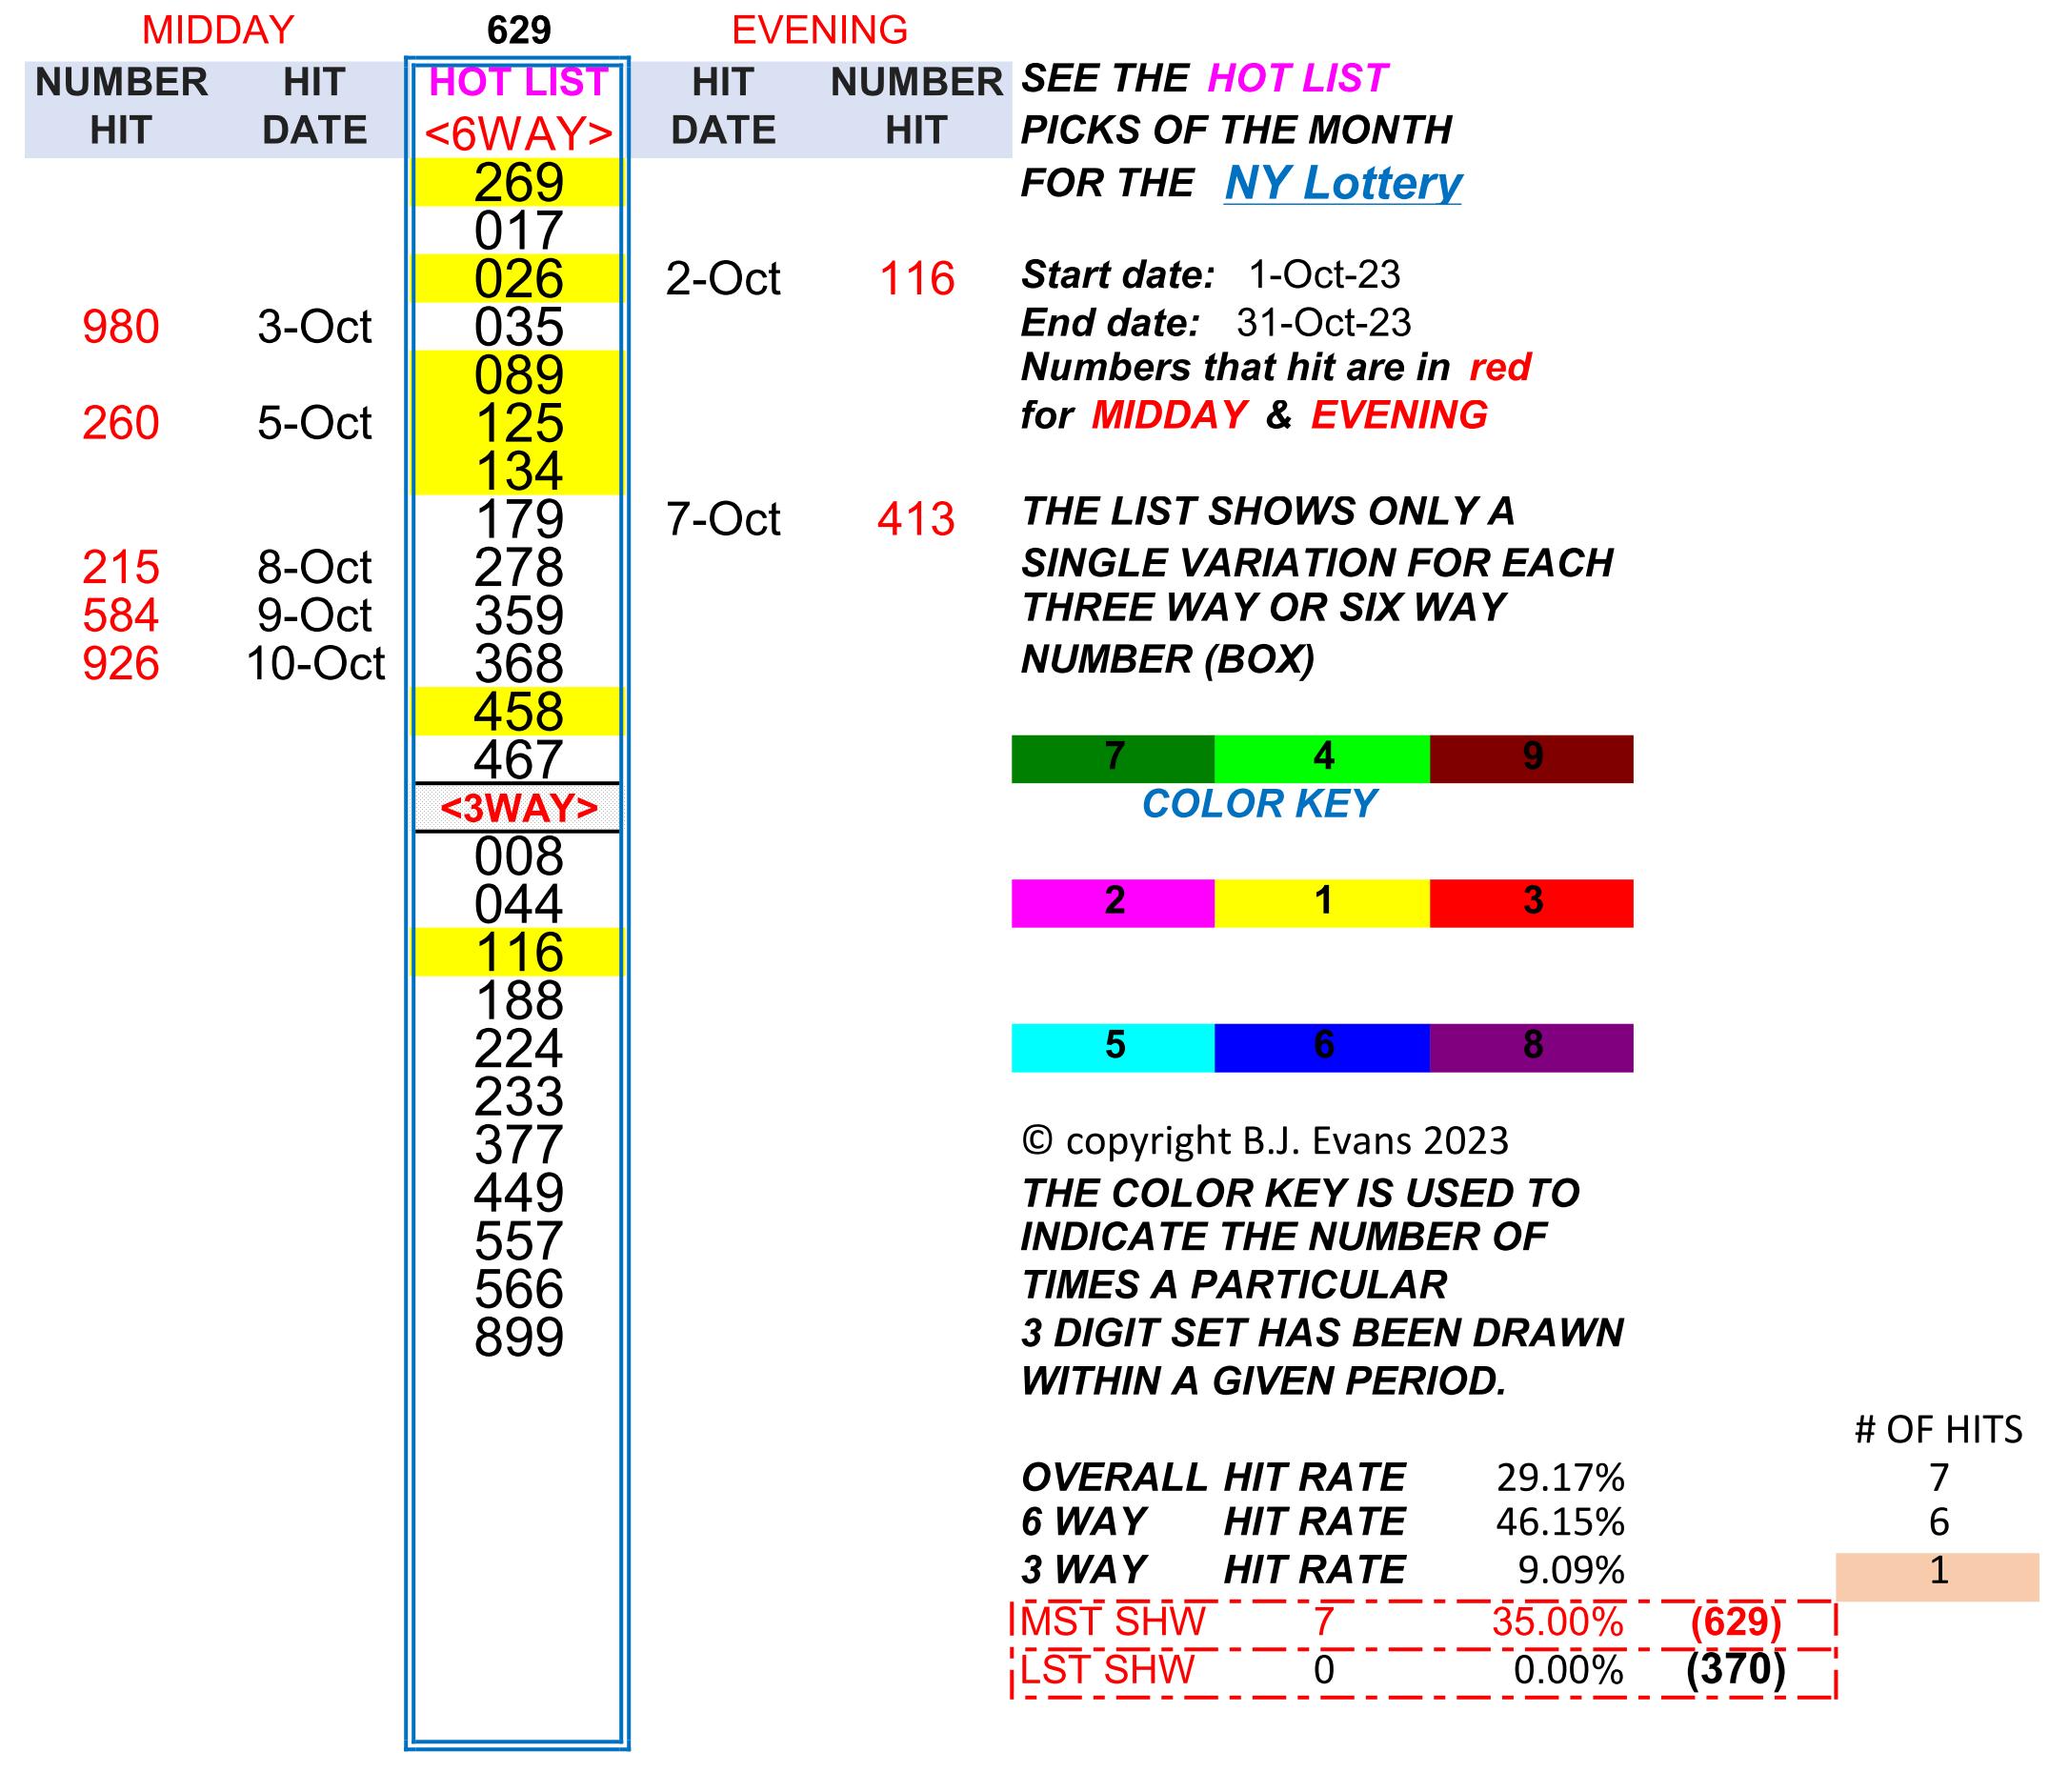 MIDDAY 629 EVENING
NUMBER HIT HOT LIST HIT NUMBER SEE THE HOT LIST
HIT DATE <6WAY> DATE HIT PICKS OF THE MONTH
269 FOR THE NY Lottery
017
026 2-Oct 116 Start date: 1-Oct-23
980 3-Oct 035 End date: 31-Oct-23
089 Numbers that hit are in red
260 5-Oct 125 for MIDDAY & EVENING
134
179 7-Oct 413 THE LIST SHOWS ONLY A
215 8-Oct 278 SINGLE VARIATION FOR EACH
584 9-Oct 359 THREE WAY OR SIX WAY
926 10-Oct 368 NUMBER (BOX)
458
467 7 4 9
<3WAY> COLOR KEY
008
044 2 1 3
116
188
224 5 6 8
233
377 © copyright B.J. Evans 2023
449 THE COLOR KEY IS USED TO
557 INDICATE THE NUMBER OF
566 TIMES A PARTICULAR
899 3 DIGIT SET HAS BEEN DRAWN
WITHIN A GIVEN PERIOD.
# OF HITS
OVERALL HIT RATE 29.17% 7
6 WAY HIT RATE 46.15% 6
3 WAY HIT RATE 9.09% 1
MST SHW 7 35.00% (629)
LST SHW 0 0.00% (370)